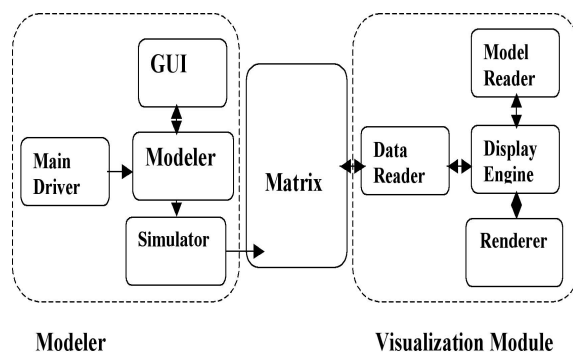 GUI
Main
Driver
Modeler
Simulator
Matrix
Data
Reader
Model
Reader
Display
Engine
Renderer
Modeler
Visualization Module